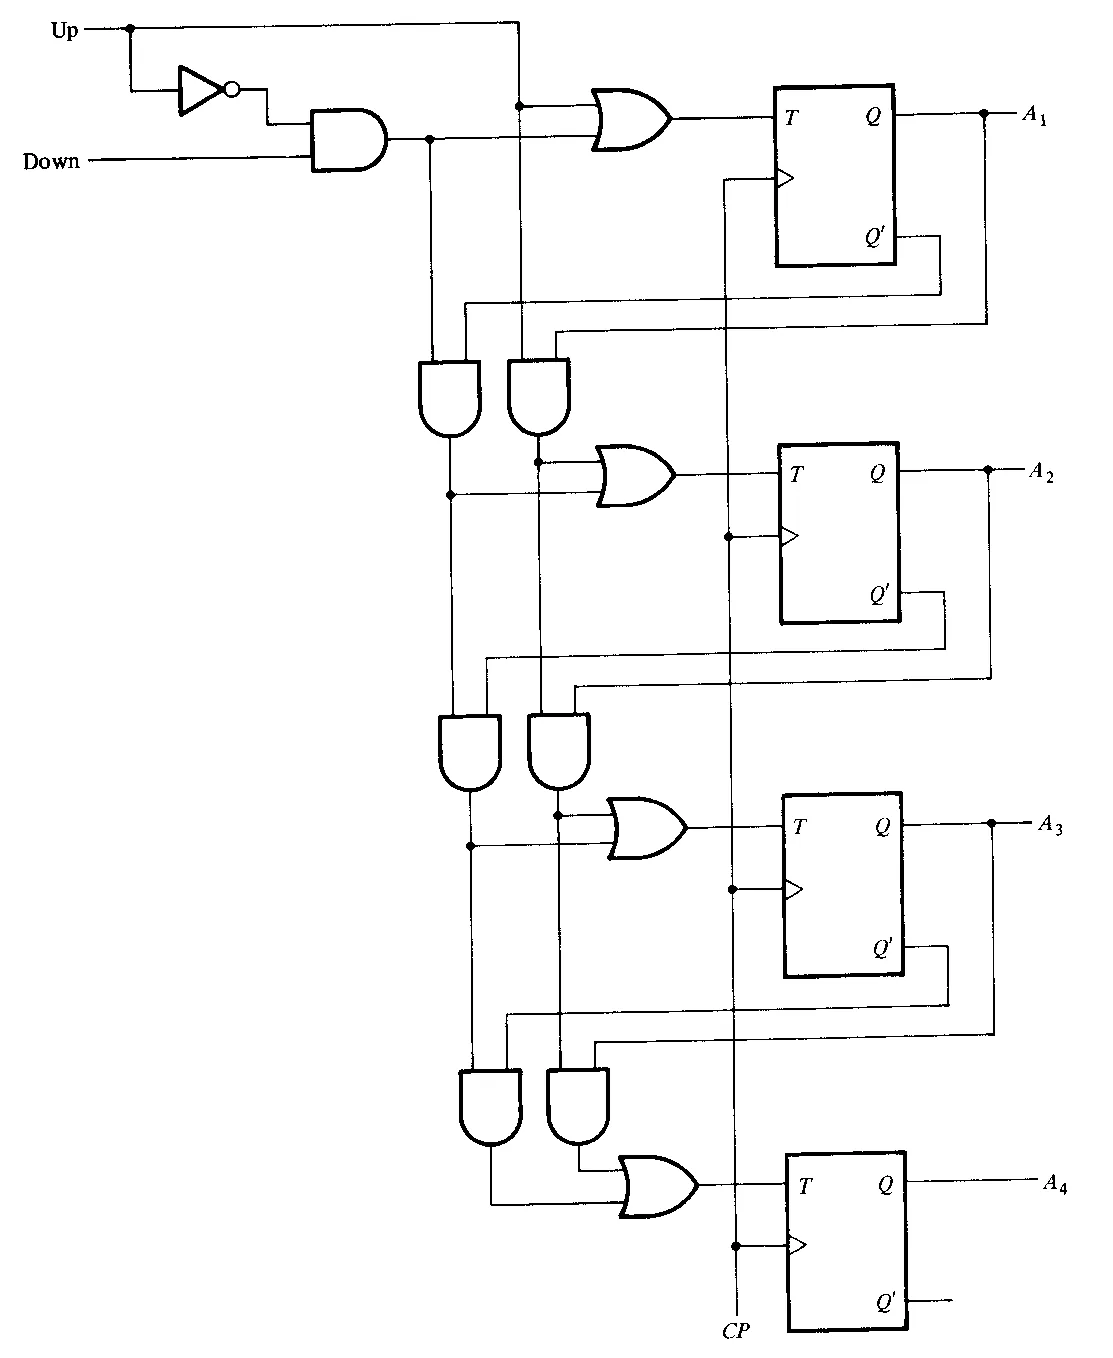 Up
Down
T Q A₁
Q'
T Q A₂
Q'
T Q A₃
Q'
T Q A₄
Q'
CP